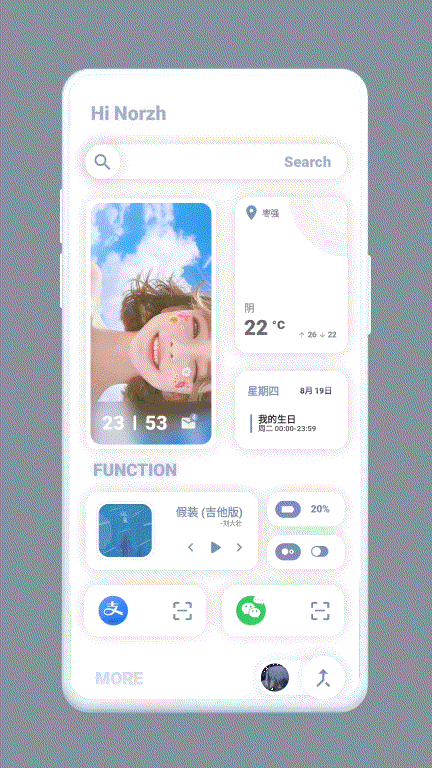 Hi Norzh
Search
枣强
阴
22 °C
↑ 26 ↓ 22
23 | 53
星期四
8月 19日
我的生日
周二 00:00-23:59
FUNCTION
假装 (吉他版)
-刘大壮
20%
支
MORE